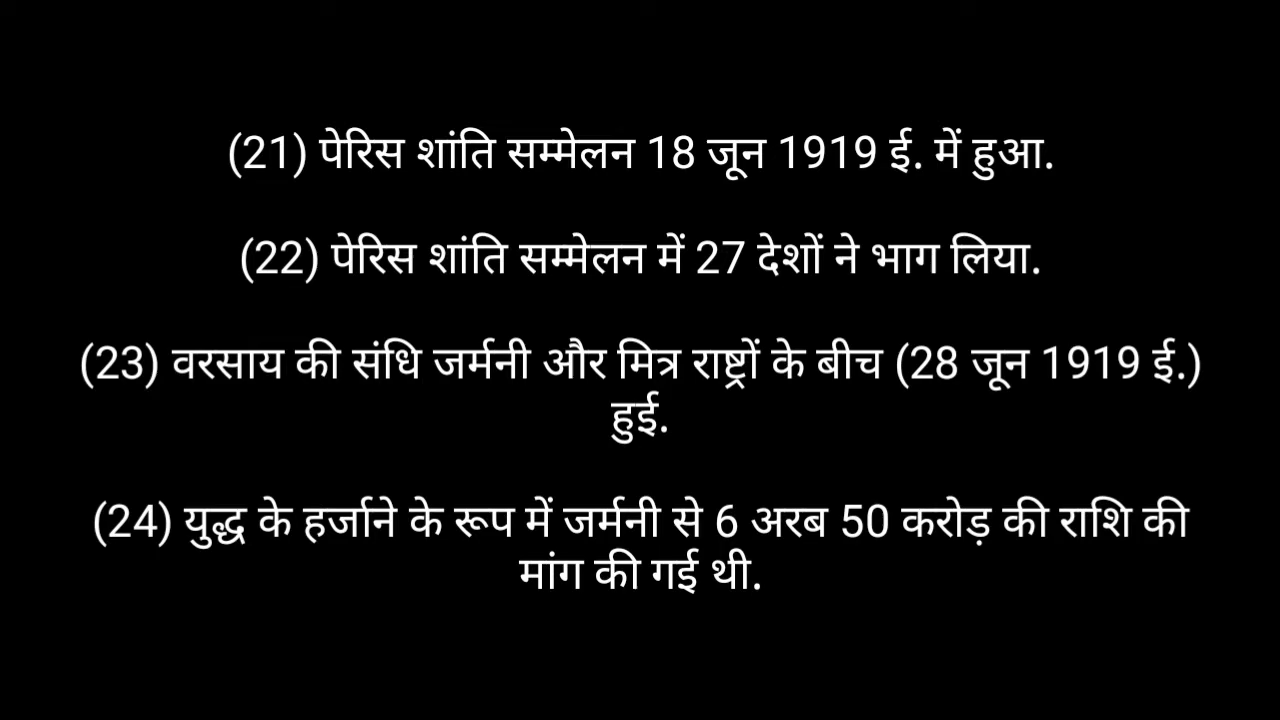 (21) पेरिस शांति सम्मेलन 18 जून 1919 ई. में हुआ.
(22) पेरिस शांति सम्मेलन में 27 देशों ने भाग लिया.
(23) वरसाय की संधि जर्मनी और मित्र राष्ट्रों के बीच (28 जून 1919 ई.)
हुई.
(24) युद्ध के हर्जाने के रूप में जर्मनी से 6 अरब 50 करोड़ की राशि की
मांग की गई थी.